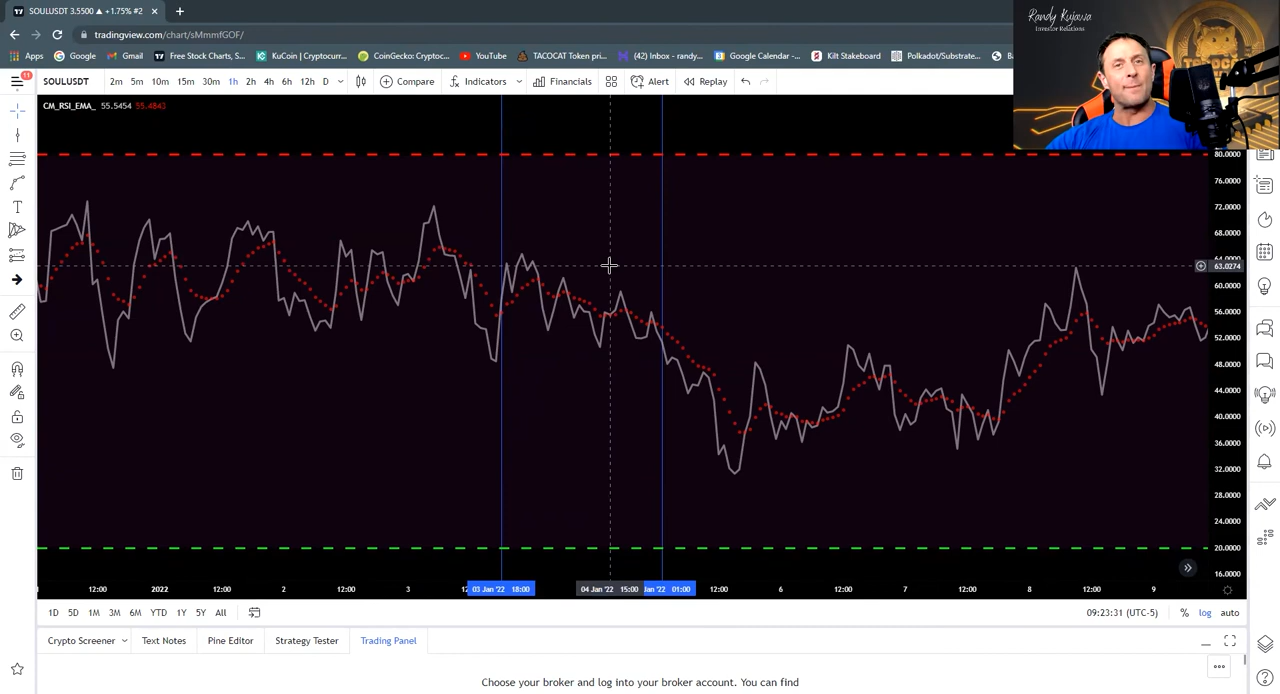 SOULUSDT 3.5500 ▲ +1.75% #2
tradingview.com/chart/sMmmfGOF/
Apps Google Gmail Free Stock Charts, S... KuCoin | Cryptocurr... CoinGecko: Cryptoc... YouTube TACOCAT Token pri... (42) Inbox - randy... Google Calendar -... Kilt Stakeboard Polkadot/Substrate...
Randy Kujawa
Investor Relations
11
SOULUSDT 2m 5m 10m 15m 30m 1h 2h 4h 6h 12h D Compare Indicators Financials Alert Replay
CM_RSI_EMA_ 55.5454 55.4843
80.0000
76.0000
72.0000
68.0000
63.0274
60.0000
56.0000
52.0000
48.0000
44.0000
40.0000
36.0000
32.0000
28.0000
24.0000
20.0000
16.0000
12:00 2022 12:00 2 12:00 3 03 Jan '22 18:00 04 Jan '22 15:00 Jan '22 01:00 12:00 6 12:00 7 12:00 8 12:00 9
1D 5D 1M 3M 6M YTD 1Y 5Y All 09:23:31 (UTC-5) % log auto
Crypto Screener Text Notes Pine Editor Strategy Tester Trading Panel
Choose your broker and log into your broker account. You can find